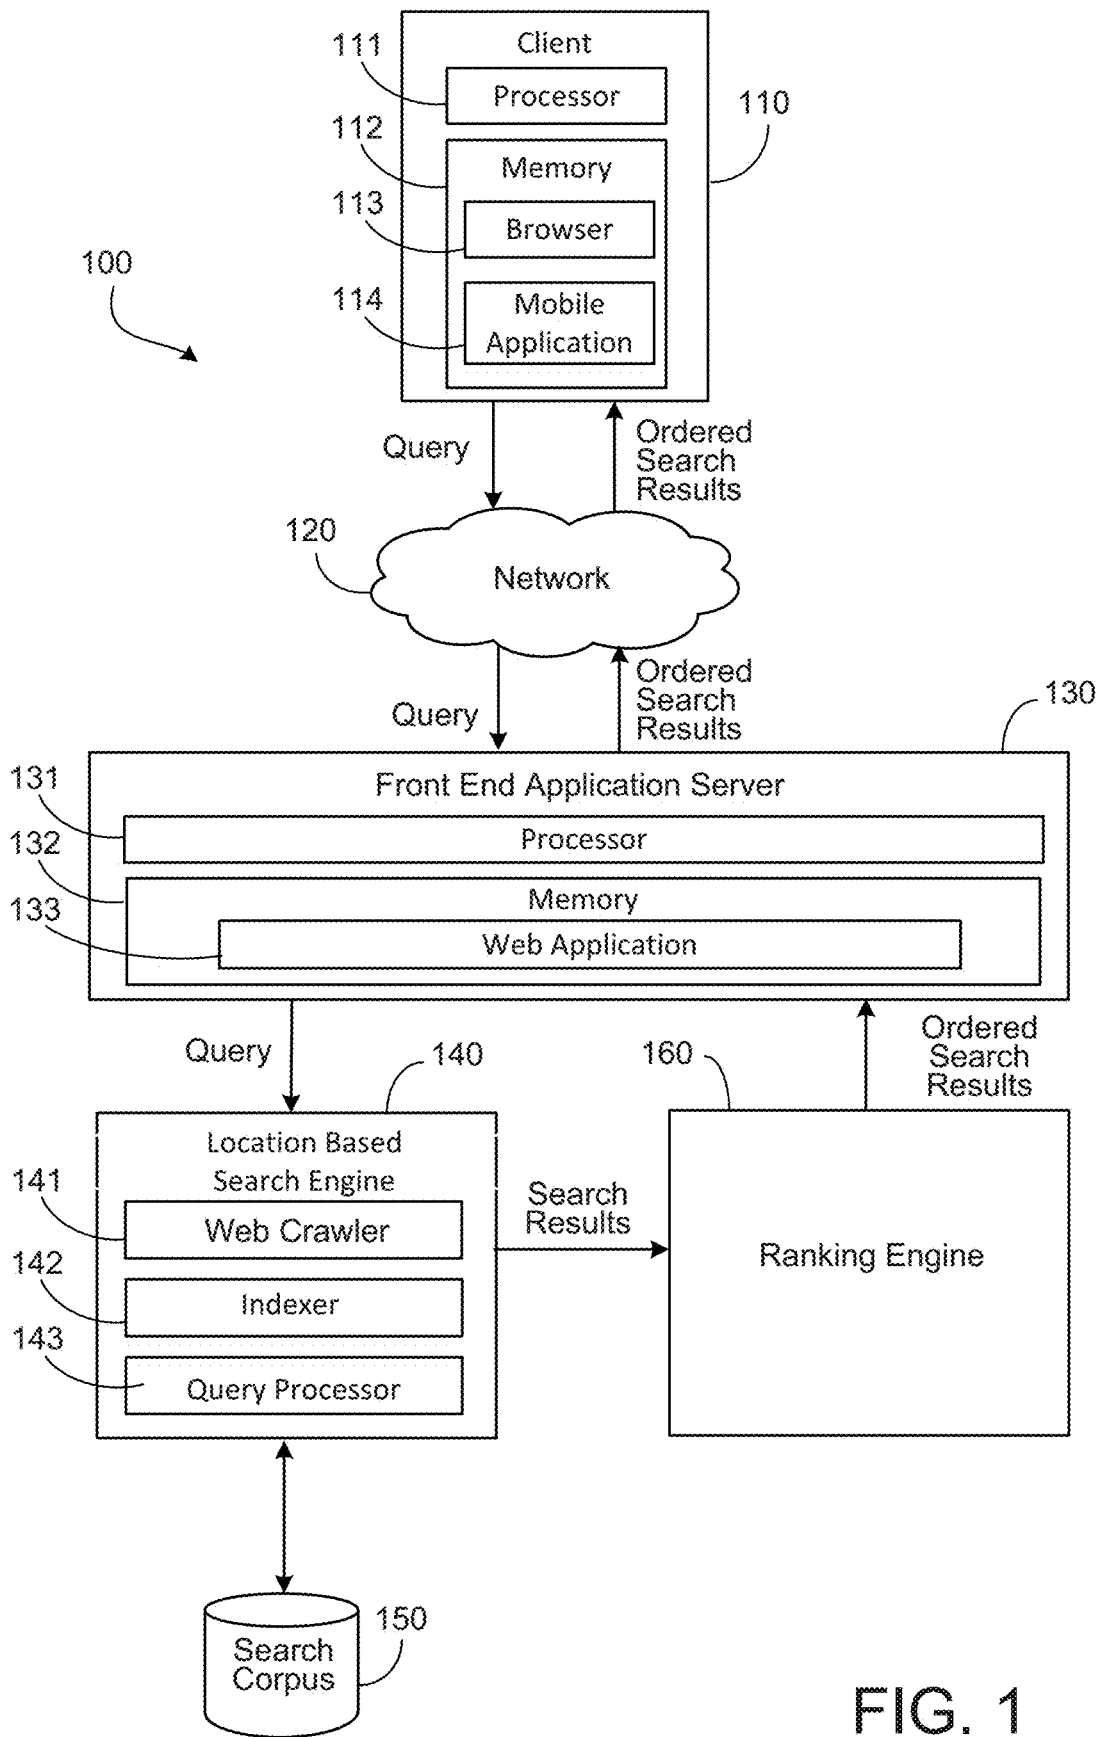 Client
111
Processor
110
112
Memory
113
Browser
100
114
Mobile
Application
Query
Ordered
Search
Results
120
Network
Query
Ordered
Search
Results
130
Front End Application Server
131
Processor
132
Memory
133
Web Application
Query
140
160
Ordered
Search
Results
Location Based
Search Engine
141
Web Crawler
Search
Results
Ranking Engine
142
Indexer
143
Query Processor
150
Search
Corpus
FIG. 1